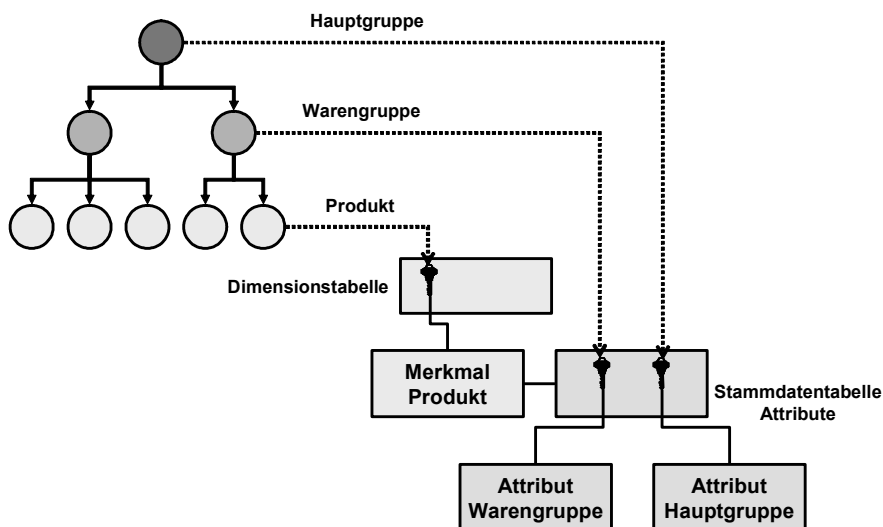 Hauptgruppe
Warengruppe
Produkt
Dimensionstabelle
Merkmal
Produkt
Stammdatentabelle
Attribute
Attribut
Warengruppe
Attribut
Hauptgruppe